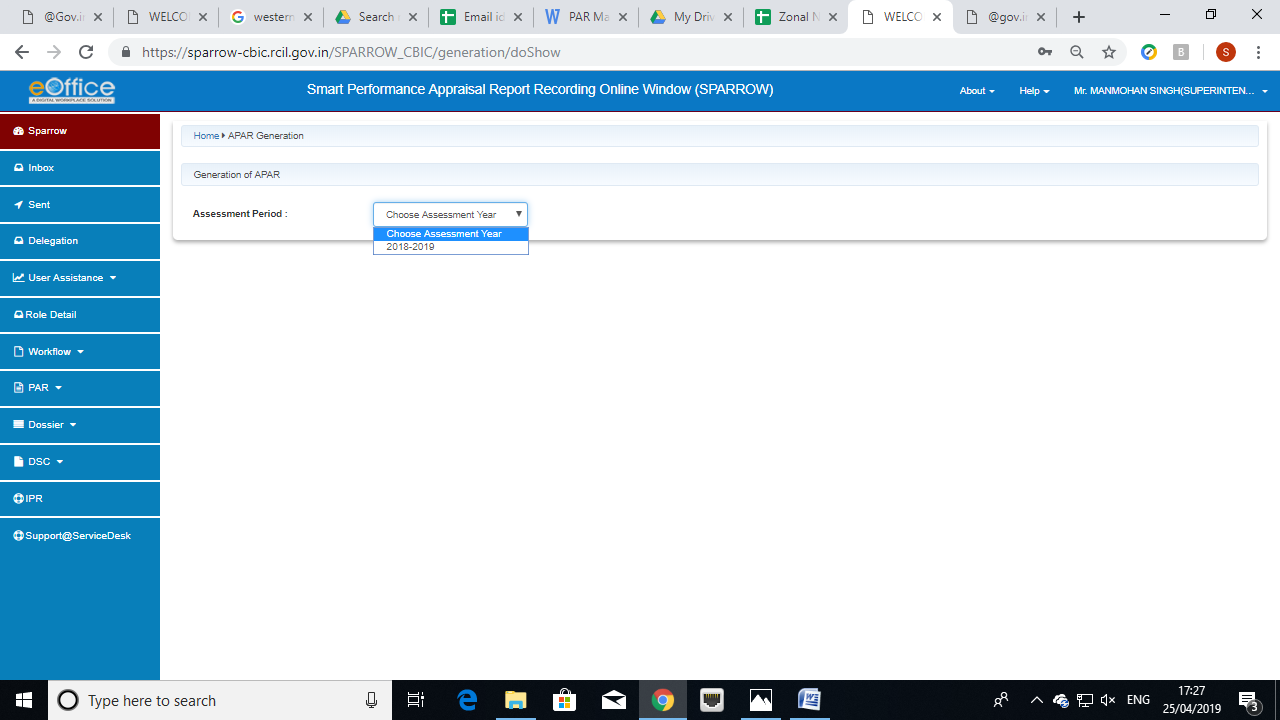 @Gov.i
WELCO
western
Search
Email id
PAR Ma
My Driv
Zonal N
WELCO
@gov.i
https://sparrow-cbic.rcil.gov.in/SPARROW_CBIC/generation/doShow
B
S
eOffice
A DIGITAL WORKPLACE SOLUTION
Smart Performance Appraisal Report Recording Online Window (SPARROW)
About
Help
Mr. MANMOHAN SINGH(SUPERINTEN...
Sparrow
Inbox
Sent
Delegation
User Assistance
Role Detail
Workflow
PAR
Dossier
DSC
IPR
Support@ServiceDesk
Home APAR Generation
Generation of APAR
Assessment Period :
Choose Assessment Year
Choose Assessment Year
2018-2019
Type here to search
ENG
17:27
25/04/2019
3